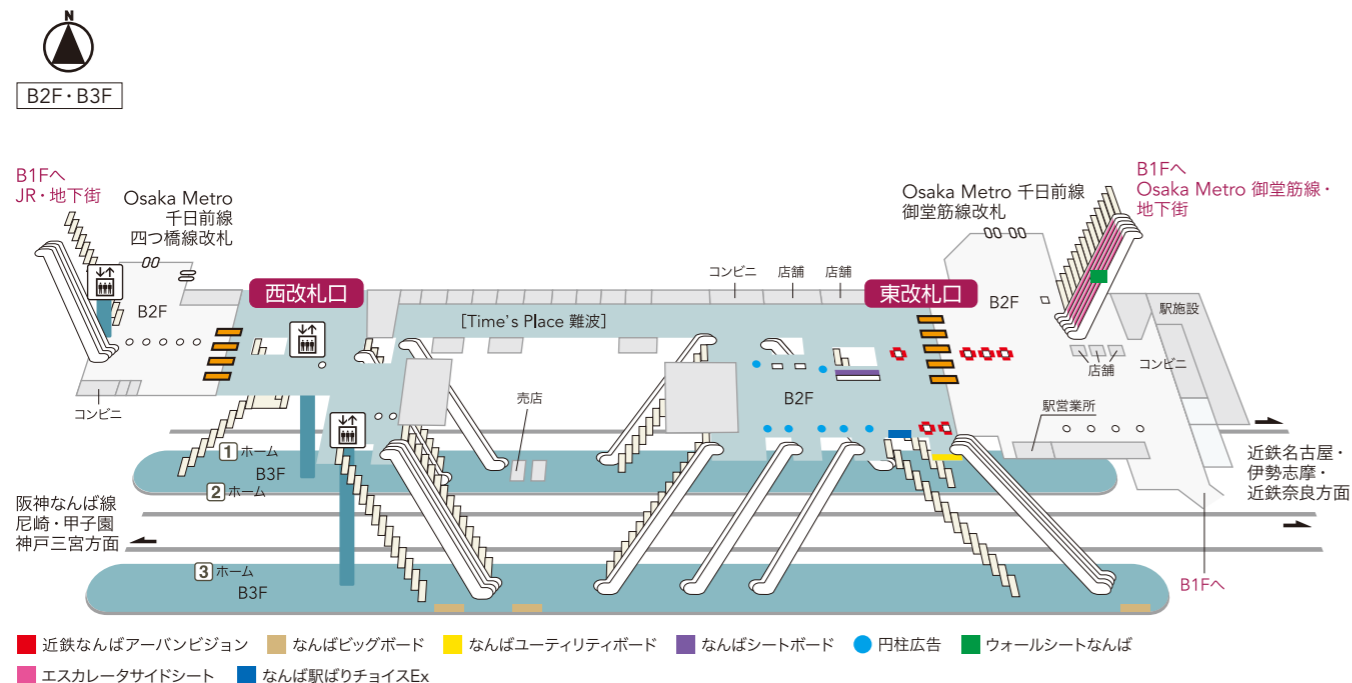 N
B2F・B3F
B1Fへ
JR・地下街
Osaka Metro
千日前線
四つ橋線改札
B2F
西改札口
コンビニ
店舗
店舗
東改札口
[Time's Place 難波]
Osaka Metro 千日前線
御堂筋線改札
B2F
B1Fへ
Osaka Metro 御堂筋線・
地下街
駅施設
コンビニ
店舗
コンビニ
売店
B2F
駅営業所
1 ホーム
B3F
2 ホーム
近鉄名古屋・
伊勢志摩・
近鉄奈良方面
阪神なんば線
尼崎・甲子園
神戸三宮方面
3 ホーム
B3F
B1Fへ
近鉄なんばアーバンビジョン
なんばビッグボード
なんばユーティリティボード
なんばシートボード
円柱広告
ウォールシートなんば
エスカレータサイドシート
なんば駅ばりチョイスEx